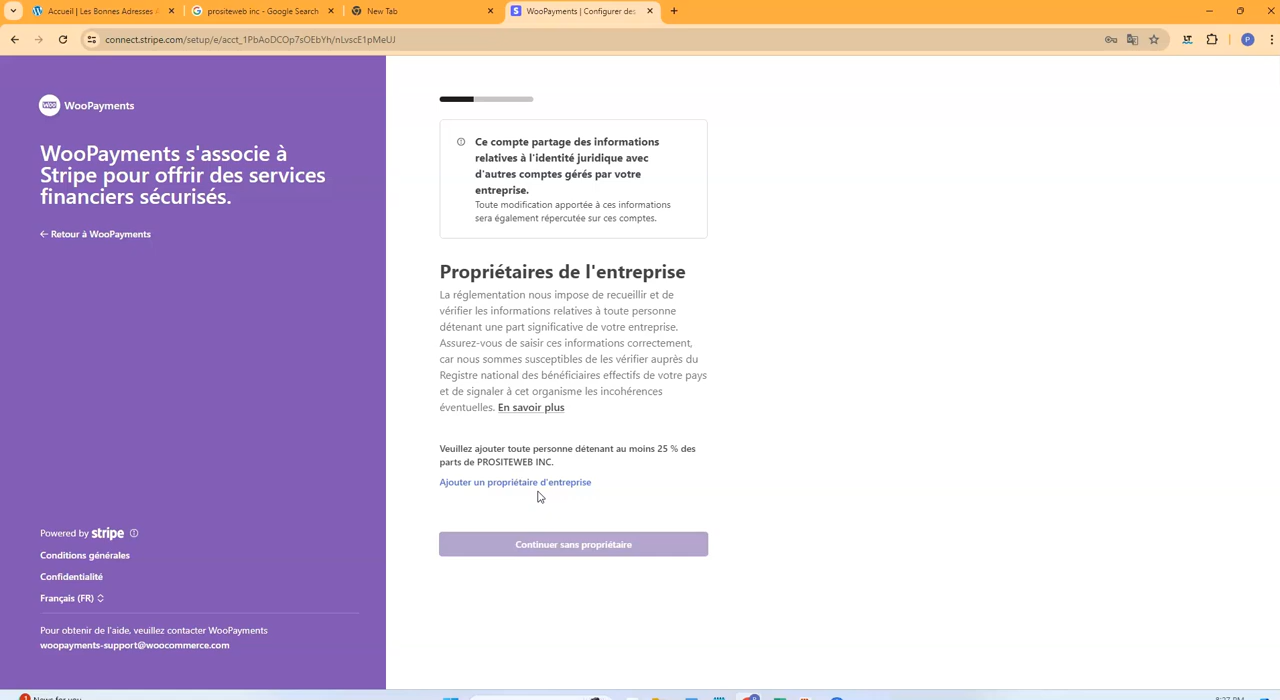 Accueil | Les Bonnes Adresses
prositeweb inc - Google Search
New Tab
WooPayments | Configurer des
connect.stripe.com/setup/e/acct_1PbAoDCOp7sOEbYh/nLvscE1pMeUJ
P
woo WooPayments
WooPayments s'associe à
Stripe pour offrir des services
financiers sécurisés.
← Retour à WooPayments
Powered by stripe
Conditions générales
Confidentialité
Français (FR)
Pour obtenir de l'aide, veuillez contacter WooPayments
woopayments-support@woocommerce.com
Ce compte partage des informations
relatives à l'identité juridique avec
d'autres comptes gérés par votre
entreprise.
Toute modification apportée à ces informations
sera également répercutée sur ces comptes.
Propriétaires de l'entreprise
La réglementation nous impose de recueillir et de
vérifier les informations relatives à toute personne
détenant une part significative de votre entreprise.
Assurez-vous de saisir ces informations correctement,
car nous sommes susceptibles de les vérifier auprès du
Registre national des bénéficiaires effectifs de votre pays
et de signaler à cet organisme les incohérences
éventuelles. En savoir plus
Veuillez ajouter toute personne détenant au moins 25 % des
parts de PROSITEWEB INC.
Ajouter un propriétaire d'entreprise
Continuer sans propriétaire
News for you
8:27 PM